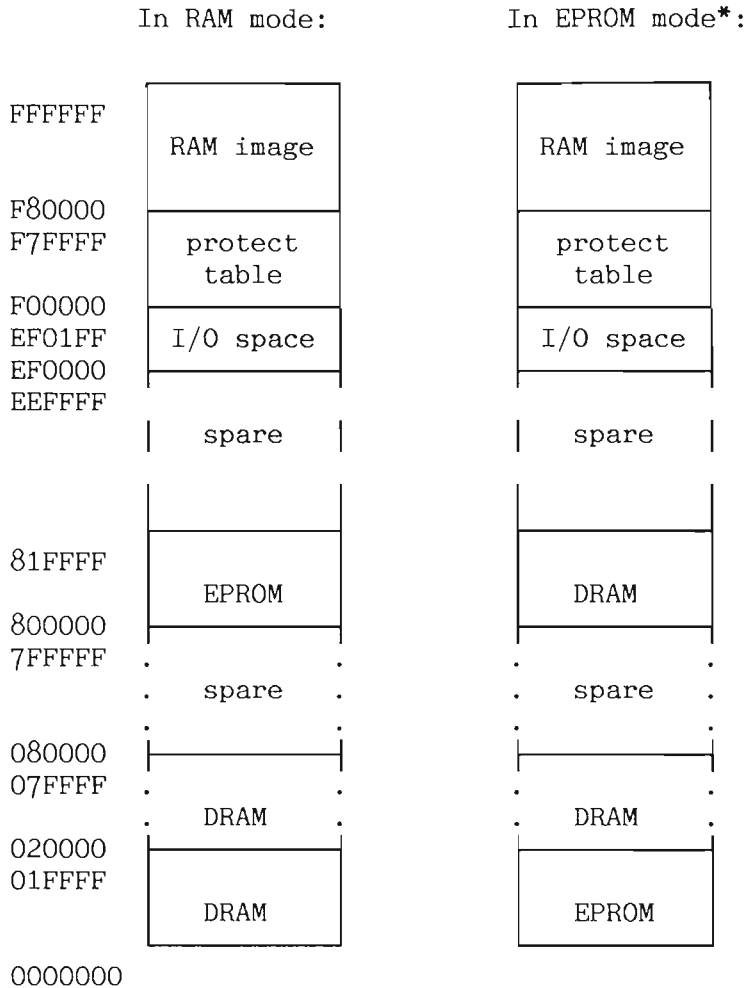 In RAM mode: In EPROM mode*:
FFFFFF
RAM image RAM image
F80000
F7FFFF protect protect
table table
F00000
EF01FF I/O space I/O space
EF0000
EEFFFF
spare spare
81FFFF
EPROM DRAM
800000
7FFFFF
spare spare
080000
07FFFF
DRAM DRAM
020000
01FFFF
DRAM EPROM
0000000